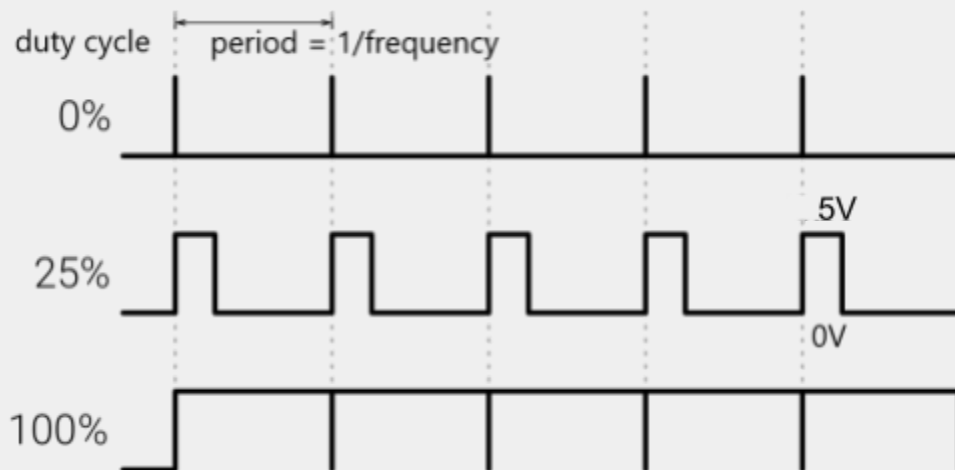 duty cycle
period = 1/frequency
0%
5V
25%
0V
100%